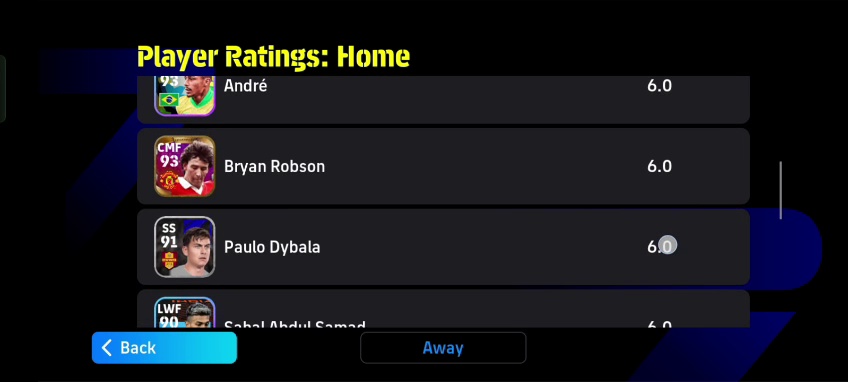 Player Ratings: Home
93
André
6.0
CMF
93
Bryan Robson
6.0
SS
91
Paulo Dybala
6.0
LWF
90
Sahal Abdul Samad
6.0
Back
Away